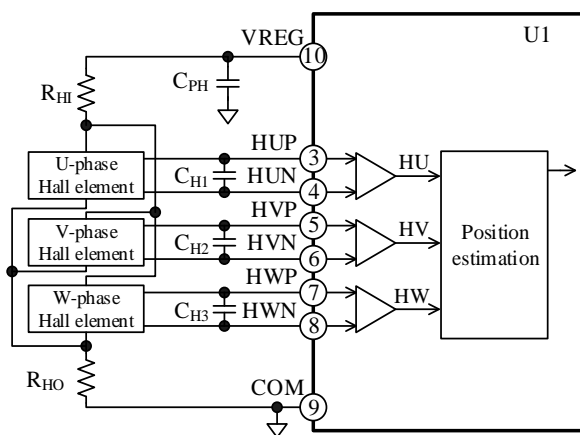 VREG
10
U1
R_HI
C_PH
U-phase
Hall element
HUP
3
C_H1
HUN
4
HU
V-phase
Hall element
HVP
5
C_H2
HVN
6
HV
Position
estimation
W-phase
Hall element
HWP
7
C_H3
HWN
8
HW
R_HO
COM
9